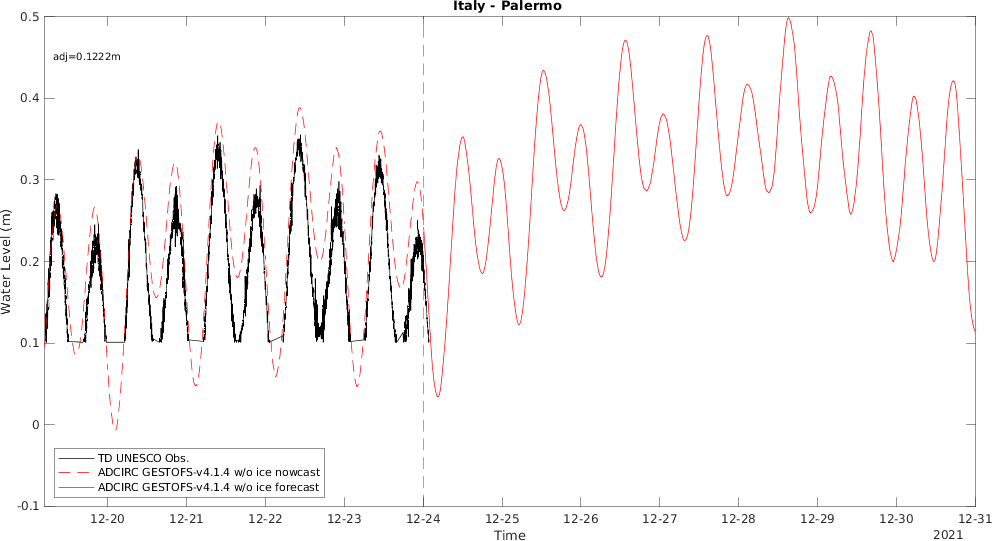 Italy - Palermo
adj=0.1222m
0.5
0.4
0.3
0.2
0.1
0
-0.1
Water Level (m)
TD UNESCO Obs.
ADCIRC GESTOFS-v4.1.4 w/o ice nowcast
ADCIRC GESTOFS-v4.1.4 w/o ice forecast
12-20 12-21 12-22 12-23 12-24 12-25 12-26 12-27 12-28 12-29 12-30 12-31
Time
2021